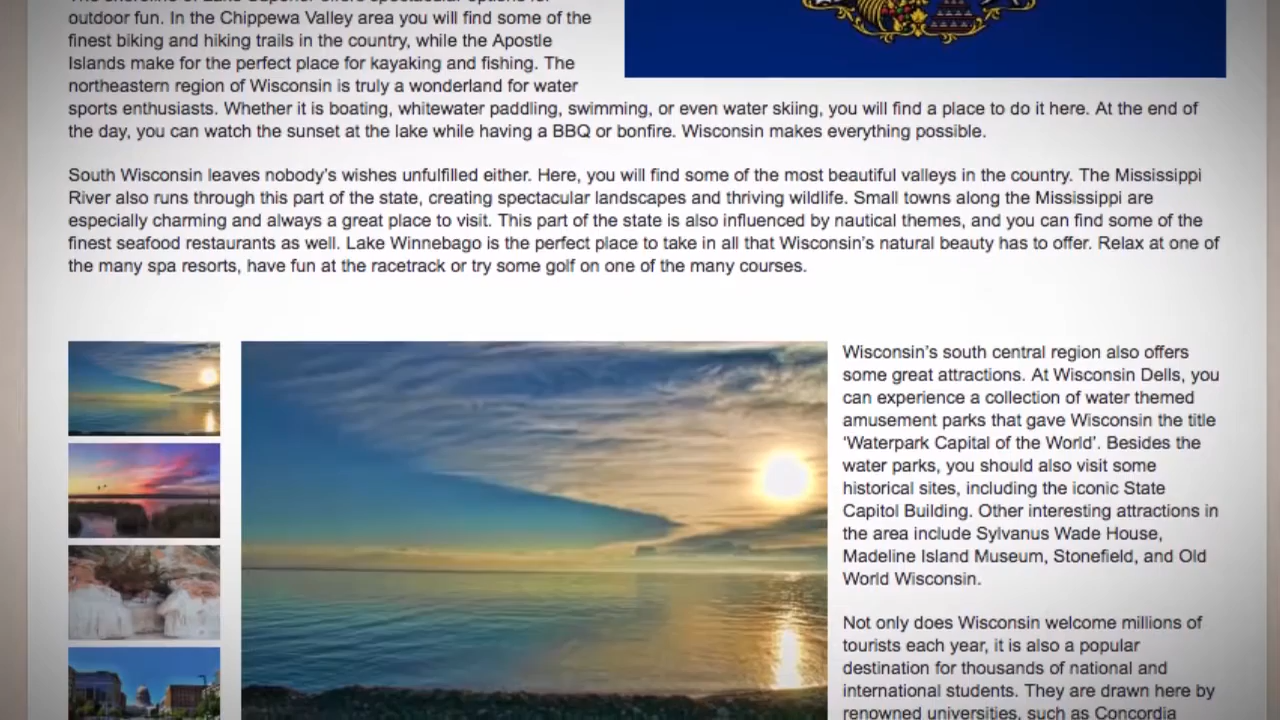 outdoor fun. In the Chippewa Valley area you will find some of the
finest biking and hiking trails in the country, while the Apostle
Islands make for the perfect place for kayaking and fishing. The
northeastern region of Wisconsin is truly a wonderland for water
sports enthusiasts. Whether it is boating, whitewater paddling, swimming, or even water skiing, you will find a place to do it here. At the end of
the day, you can watch the sunset at the lake while having a BBQ or bonfire. Wisconsin makes everything possible.
South Wisconsin leaves nobody's wishes unfulfilled either. Here, you will find some of the most beautiful valleys in the country. The Mississippi
River also runs through this part of the state, creating spectacular landscapes and thriving wildlife. Small towns along the Mississippi are
especially charming and always a great place to visit. This part of the state is also influenced by nautical themes, and you can find some of the
finest seafood restaurants as well. Lake Winnebago is the perfect place to take in all that Wisconsin's natural beauty has to offer. Relax at one of
the many spa resorts, have fun at the racetrack or try some golf on one of the many courses.
Wisconsin's south central region also offers
some great attractions. At Wisconsin Dells, you
can experience a collection of water themed
amusement parks that gave Wisconsin the title
'Waterpark Capital of the World'. Besides the
water parks, you should also visit some
historical sites, including the iconic State
Capitol Building. Other interesting attractions in
the area include Sylvanus Wade House,
Madeline Island Museum, Stonefield, and Old
World Wisconsin.
Not only does Wisconsin welcome millions of
tourists each year, it is also a popular
destination for thousands of national and
international students. They are drawn here by
renowned universities, such as Concordia